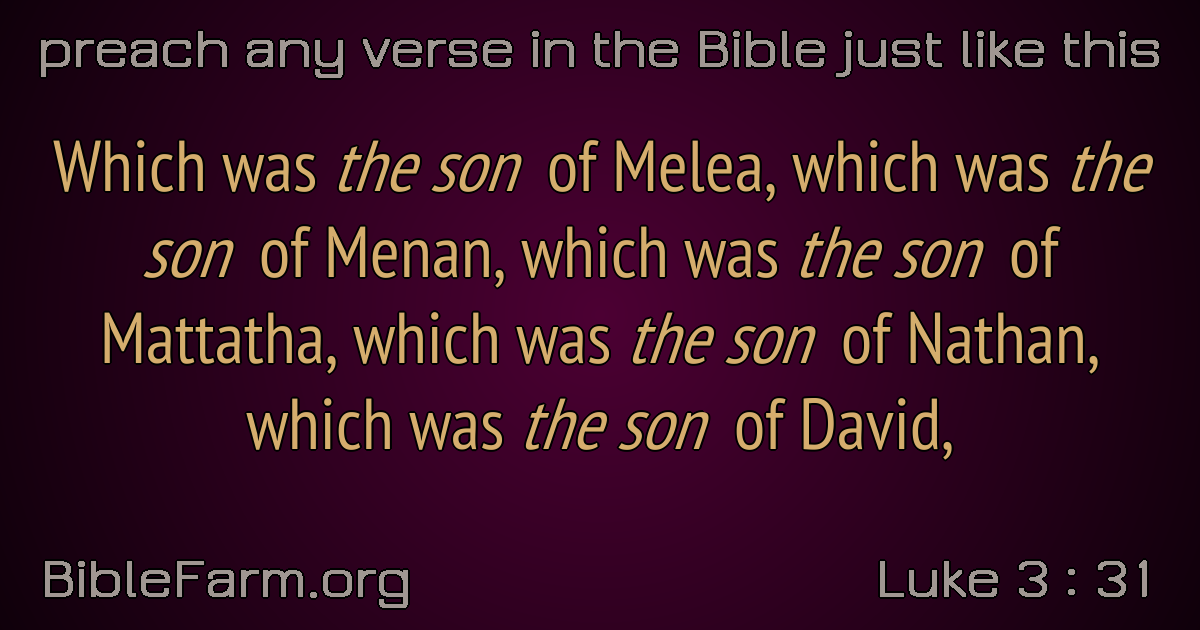 preach any verse in the Bible just like this
Which was the son of Melea, which was the
son of Menan, which was the son of
Mattatha, which was the son of Nathan,
which was the son of David,
BibleFarm.org
Luke 3 : 31